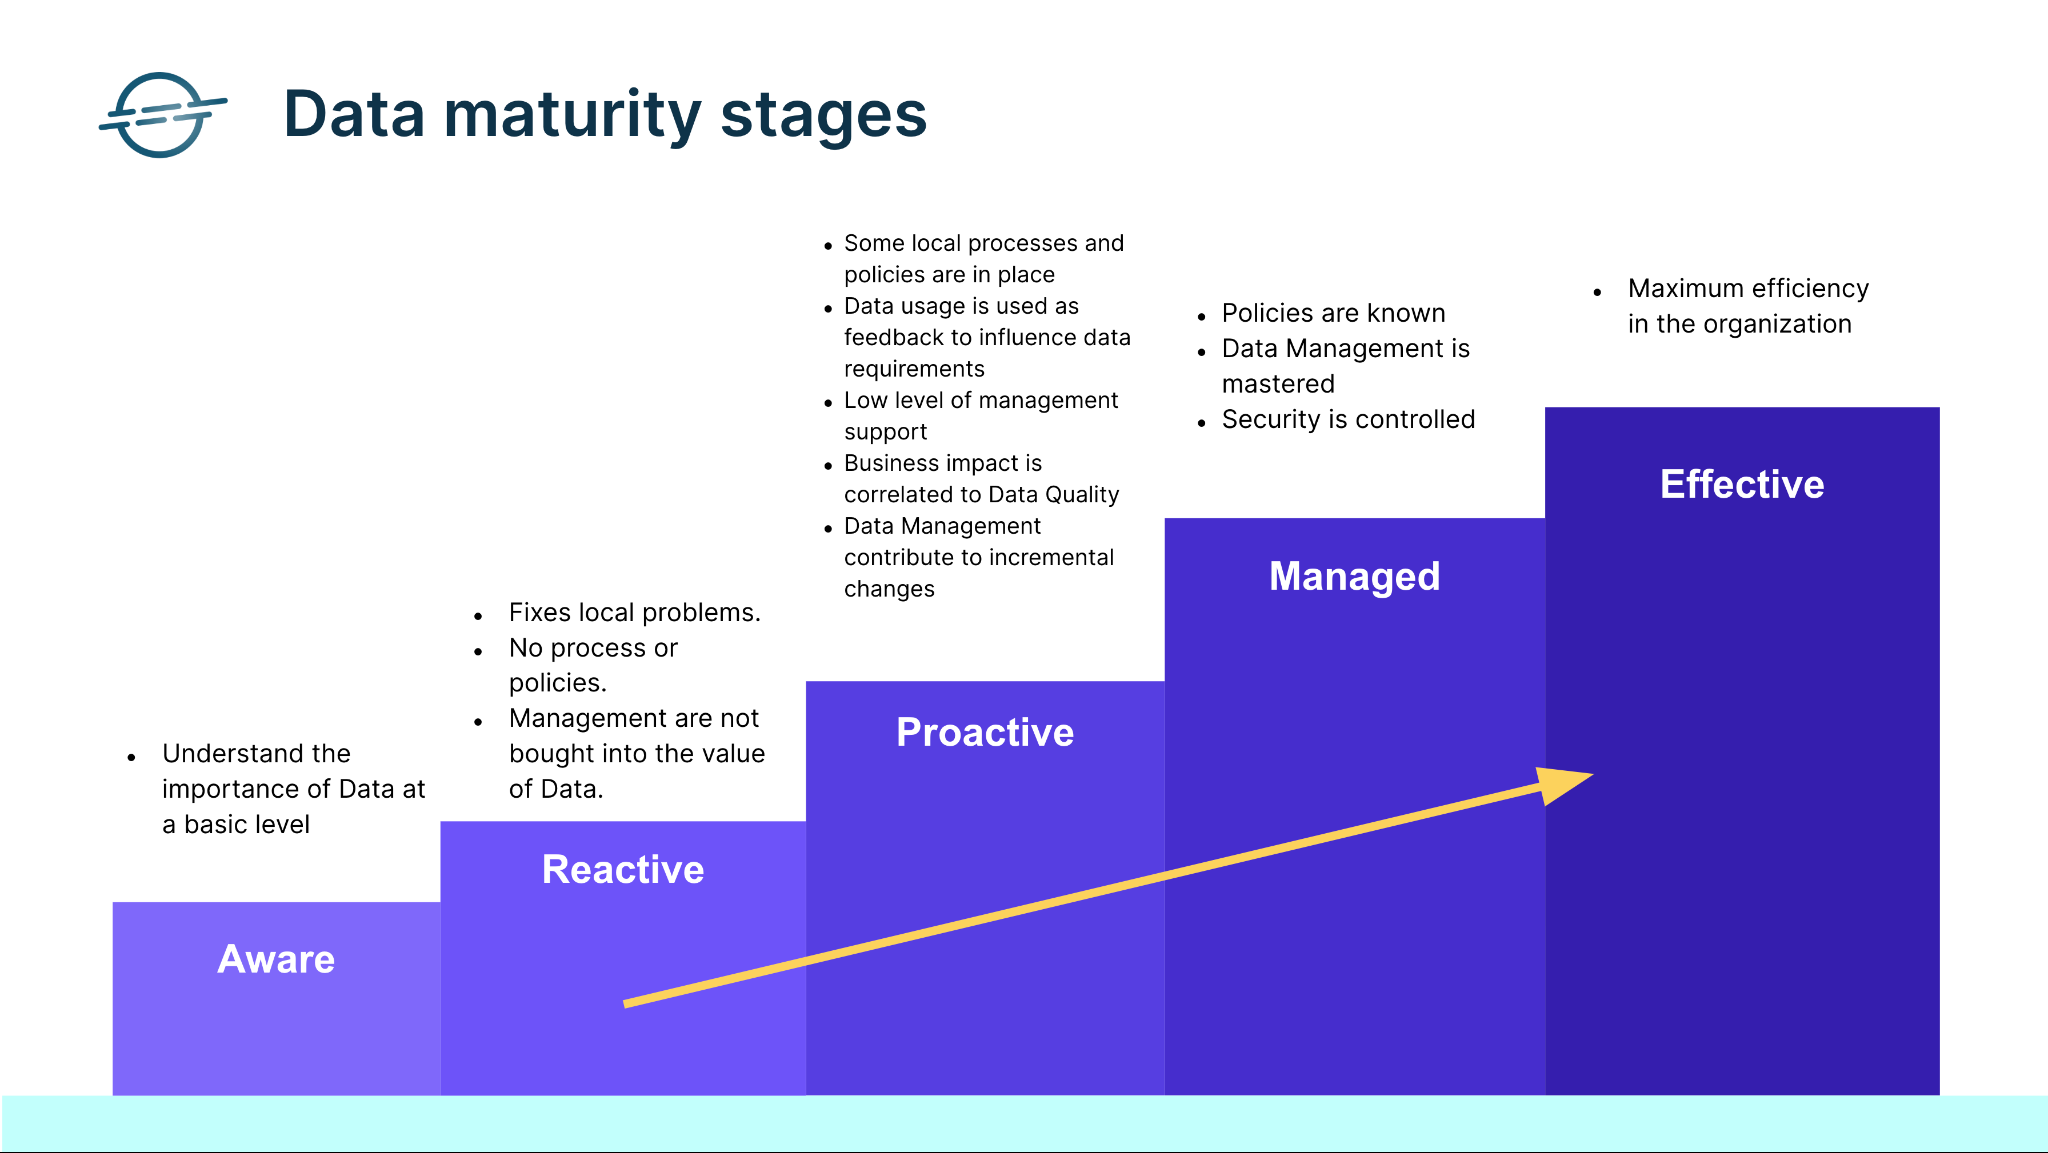 Data maturity stages
• Understand the
importance of Data at
a basic level
Aware
• Fixes local problems.
• No process or
policies.
• Management are not
bought into the value
of Data.
Reactive
• Some local processes and
policies are in place
• Data usage is used as
feedback to influence data
requirements
• Low level of management
support
• Business impact is
correlated to Data Quality
• Data Management
contribute to incremental
changes
Proactive
• Policies are known
• Data Management is
mastered
• Security is controlled
Managed
• Maximum efficiency
in the organization
Effective